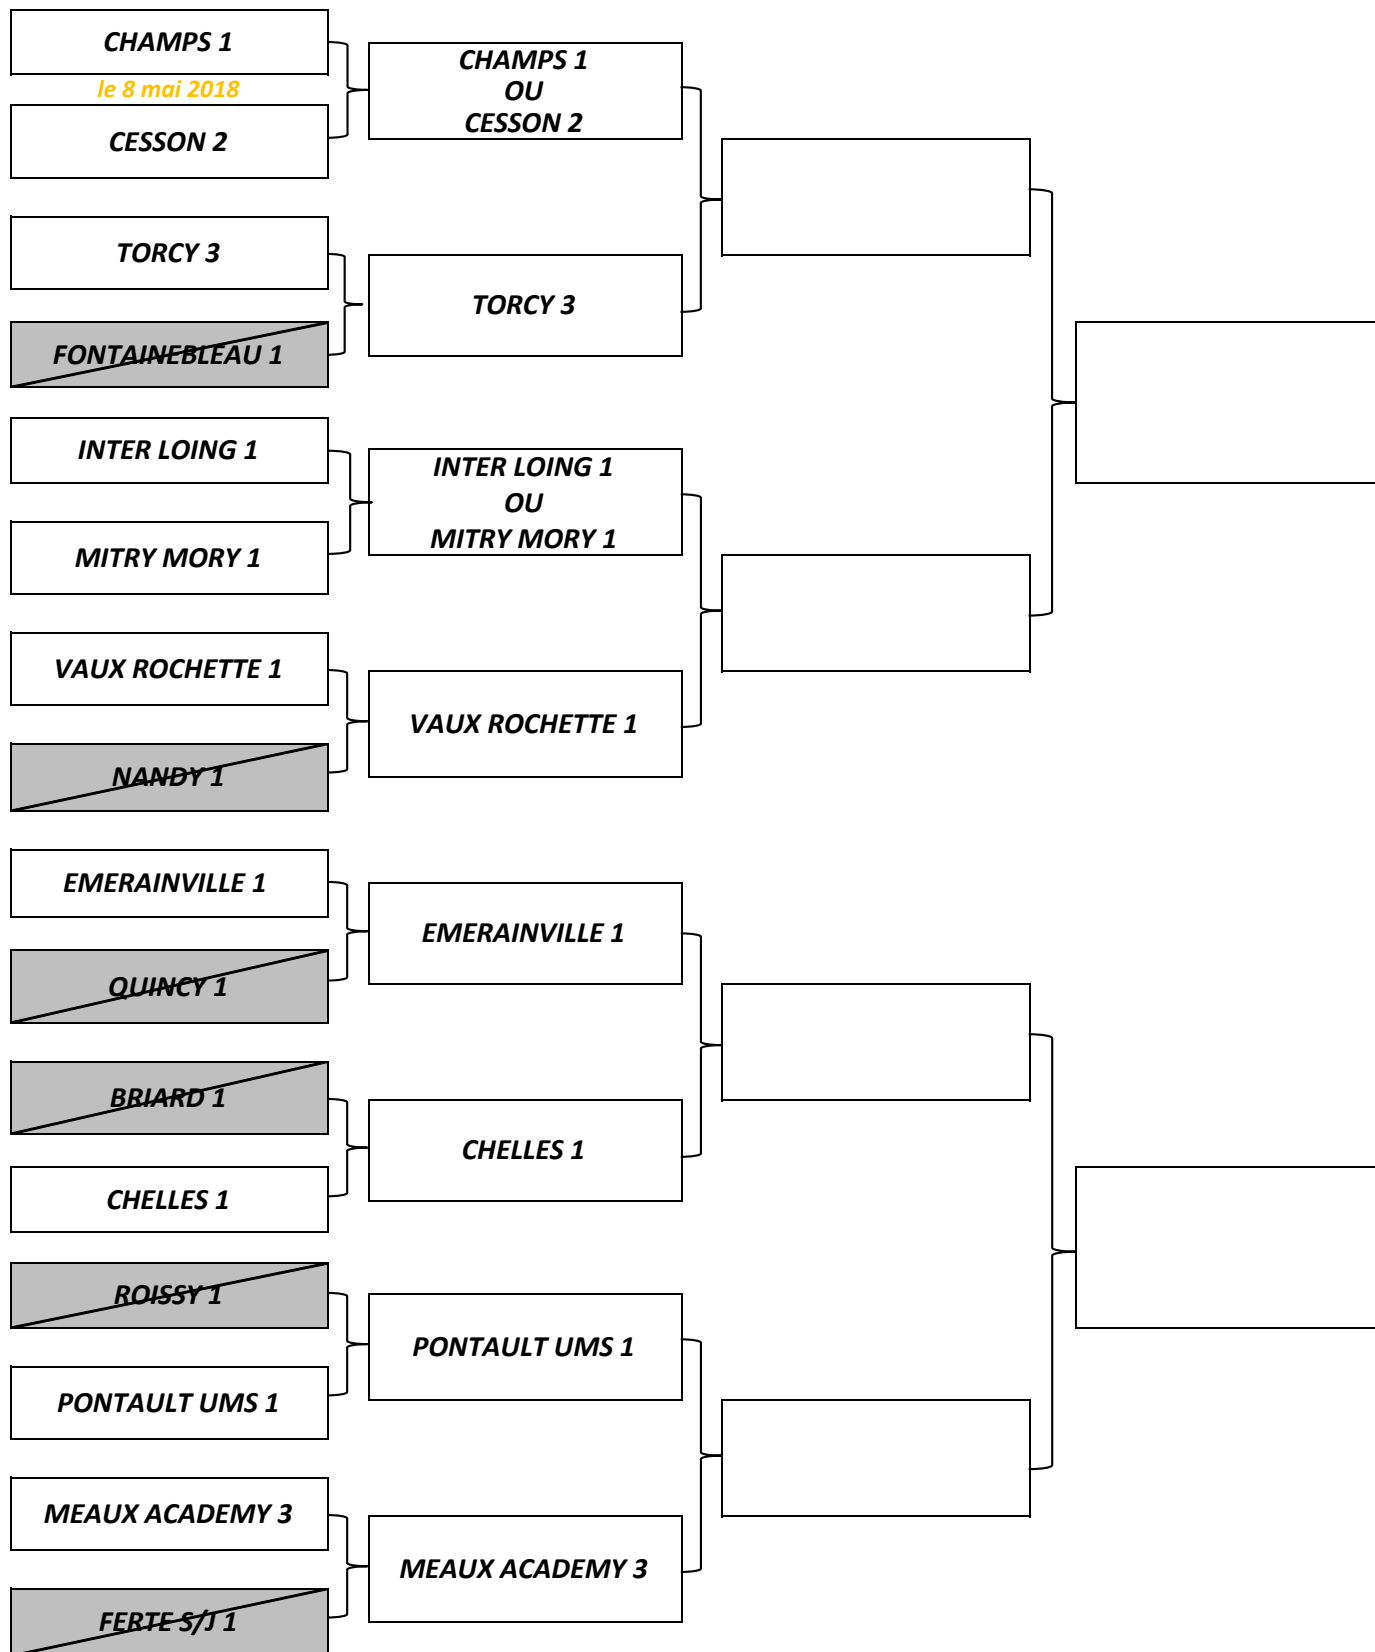 CHAMPS 1
le 8 mai 2018
CESSON 2
TORCY 3
FONTAINEBLEAU 1
INTER LOING 1
MITRY MORY 1
VAUX ROCHETTE 1
NANDY 1
EMERAINVILLE 1
QUINCY 1
BRIARD 1
CHELLES 1
ROISSY 1
PONTAULT UMS 1
MEAUX ACADEMY 3
FERTE S/J 1
CHAMPS 1
OU
CESSON 2
TORCY 3
INTER LOING 1
OU
MITRY MORY 1
VAUX ROCHETTE 1
EMERAINVILLE 1
CHELLES 1
PONTAULT UMS 1
MEAUX ACADEMY 3